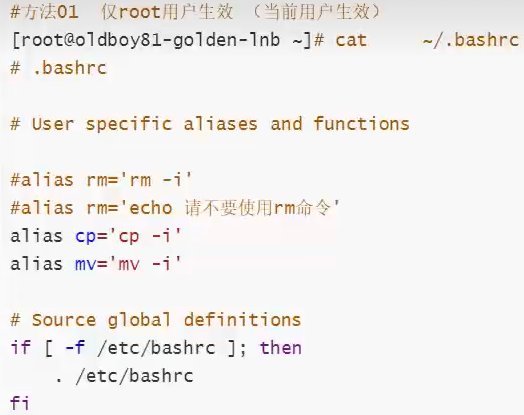 #方法01  仅root用户生效 （当前用户生效）
[root@oldboy81-golden-lnb ~]# cat     ~/.bashrc
# .bashrc
# User specific aliases and functions
#alias rm='rm -i'
#alias rm='echo 请不要使用rm命令'
alias cp='cp -i'
alias mv='mv -i'
# Source global definitions
if [ -f /etc/bashrc ]; then
    . /etc/bashrc
fi